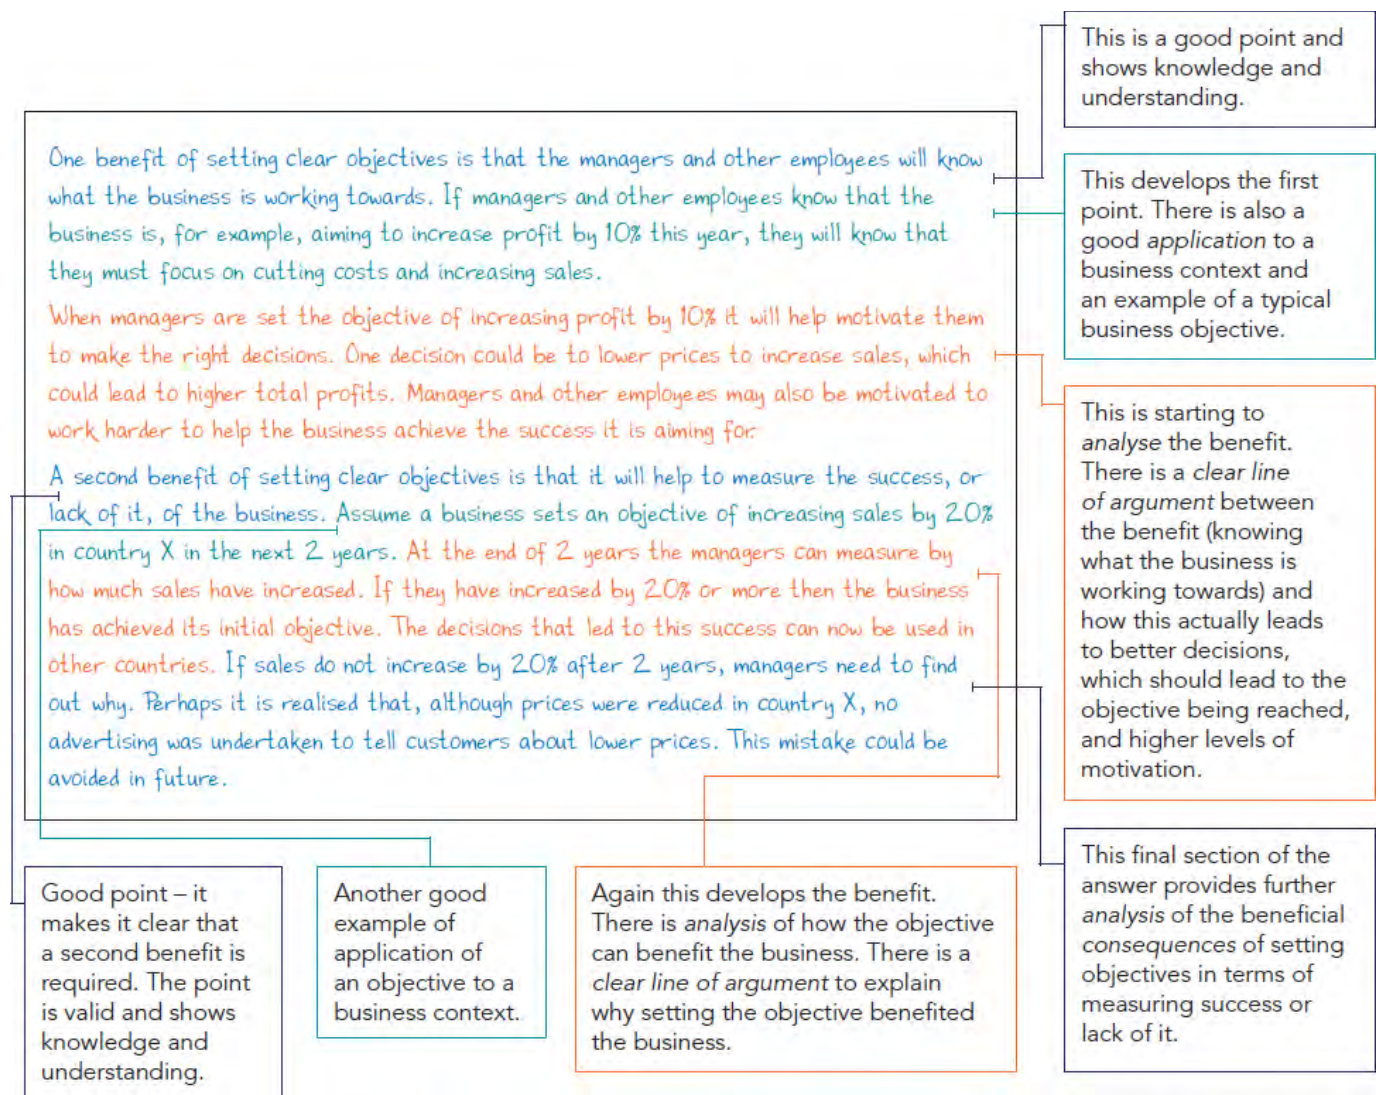 This is a good point and
shows knowledge and
understanding.
One benefit of setting clear objectives is that the managers and other employees will know
what the business is working towards. If managers and other employees know that the
business is, for example, aiming to increase profit by 10% this year, they will know that
they must focus on cutting costs and increasing sales.
When managers are set the objective of increasing profit by 10% it will help motivate them
to make the right decisions. One decision could be to lower prices to increase sales, which
could lead to higher total profits. Managers and other employees may also be motivated to
work harder to help the business achieve the success it is aiming for.
A second benefit of setting clear objectives is that it will help to measure the success, or
lack of it, of the business. Assume a business sets an objective of increasing sales by 20%
in country X in the next 2 years. At the end of 2 years the managers can measure by
how much sales have increased. If they have increased by 20% or more then the business
has achieved its initial objective. The decisions that led to this success can now be used in
other countries. If sales do not increase by 20% after 2 years, managers need to find
out why. Perhaps it is realised that, although prices were reduced in country X, no
advertising was undertaken to tell customers about lower prices. This mistake could be
avoided in future.
This develops the first
point. There is also a
good application to a
business context and
an example of a typical
business objective.
This is starting to
analyse the benefit.
There is a clear line
of argument between
the benefit (knowing
what the business is
working towards) and
how this actually leads
to better decisions,
which should lead to the
objective being reached,
and higher levels of
motivation.
Good point – it
makes it clear that
a second benefit is
required. The point
is valid and shows
knowledge and
understanding.
Another good
example of
application of
an objective to a
business context.
Again this develops the benefit.
There is analysis of how the objective
can benefit the business. There is a
clear line of argument to explain
why setting the objective benefited
the business.
This final section of the
answer provides further
analysis of the beneficial
consequences of setting
objectives in terms of
measuring success or
lack of it.